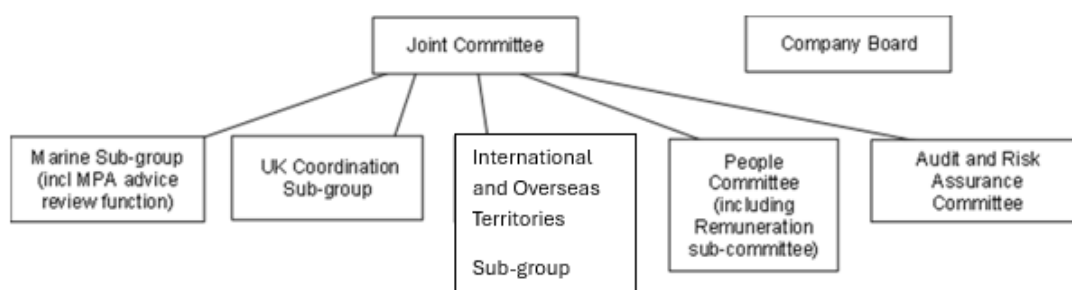 Joint Committee
Company Board
Marine Sub-group
(incl MPA advice
review function)
UK Coordination
Sub-group
International
and Overseas
Territories
Sub-group
People
Committee
(including
Remuneration
sub-committee)
Audit and Risk
Assurance
Committee